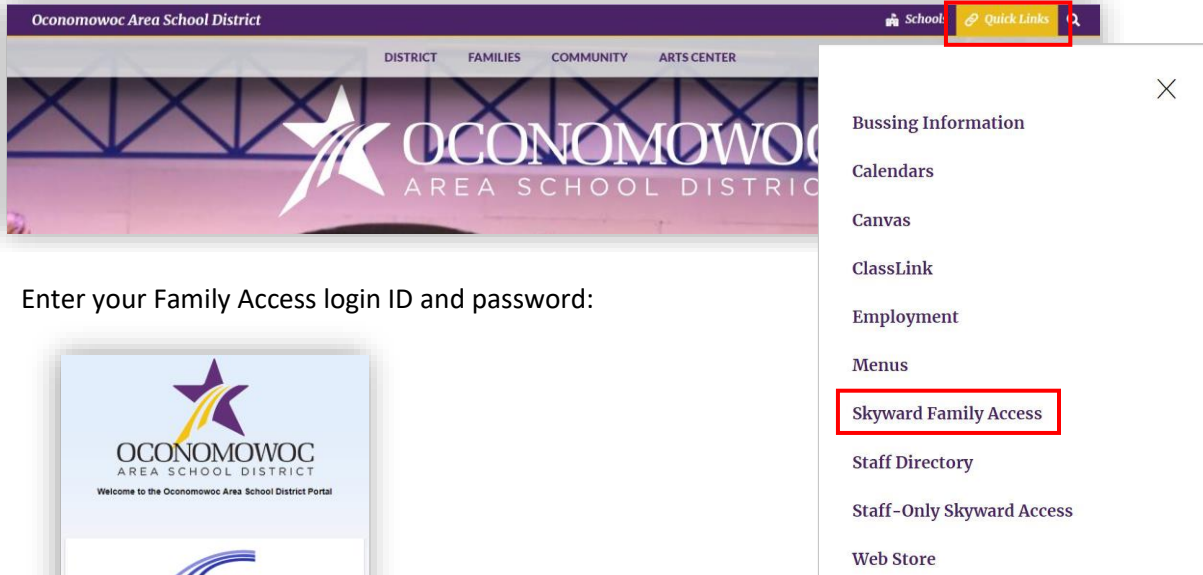 Oconomowoc Area School District
Schools
Quick Links
DISTRICT FAMILIES COMMUNITY ARTS CENTER
OCONOMOWOC
AREA SCHOOL DISTRIC
Bussing Information
Calendars
Canvas
ClassLink
Employment
Menus
Skyward Family Access
Staff Directory
Staff-Only Skyward Access
Web Store
Enter your Family Access login ID and password:
OCONOMOWOC
AREA SCHOOL DISTRICT
Welcome to the Oconomowoc Area School District Portal